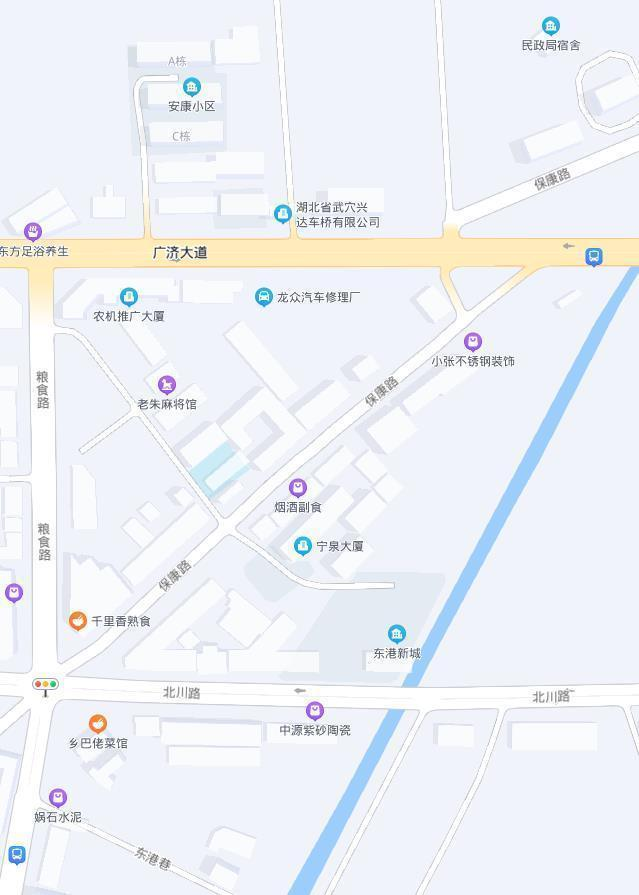 民政局宿舍
A栋
安康小区
C栋
保康路
湖北省武穴兴
达车桥有限公司
东方足浴养生
广济大道
农机推广大厦
龙众汽车修理厂
小张不锈钢装饰
粮食路
老朱麻将馆
保康路
烟酒副食
粮食路
宁泉大厦
保康路
千里香熟食
东港新城
北川路
北川路
中源紫砂陶瓷
乡巴佬菜馆
娲石水泥
东港巷